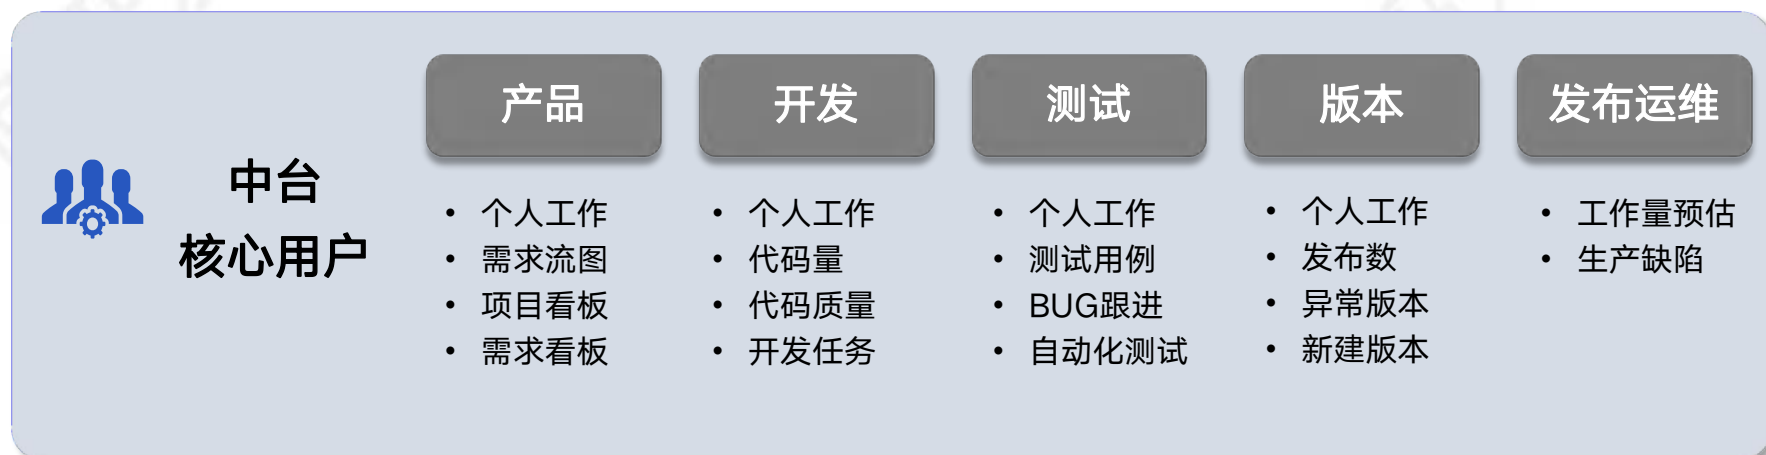 中台
核心用户
产品
• 个人工作
• 需求流图
• 项目看板
• 需求看板
开发
• 个人工作
• 代码量
• 代码质量
• 开发任务
测试
• 个人工作
• 测试用例
• BUG跟进
• 自动化测试
版本
• 个人工作
• 发布数
• 异常版本
• 新建版本
发布运维
• 工作量预估
• 生产缺陷